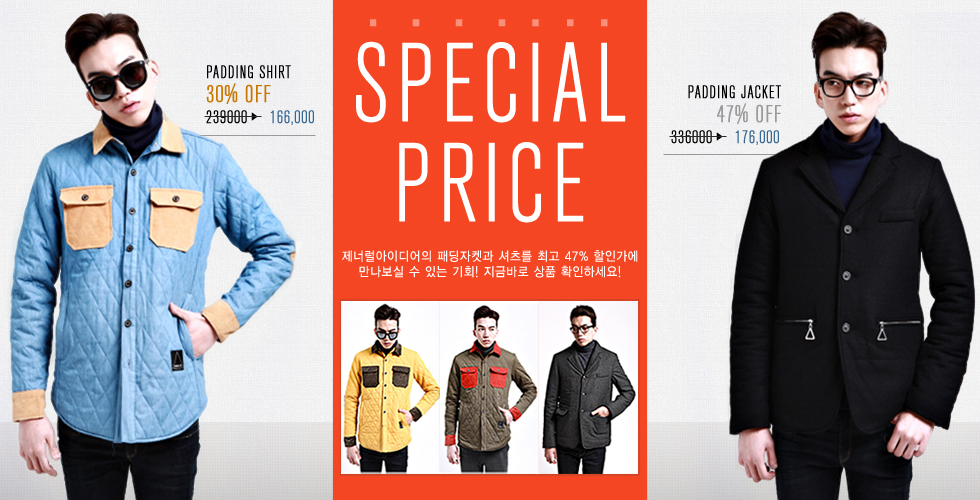 PADDING SHIRT
30% OFF
239000 ▶ 166,000
SPECIAL
PRICE
제너럴아이디어의 패딩자켓과 셔츠를 최고 47% 할인가에
만나보실 수 있는 기회! 지금바로 상품 확인하세요!
PADDING JACKET
47% OFF
336000 ▶ 176,000